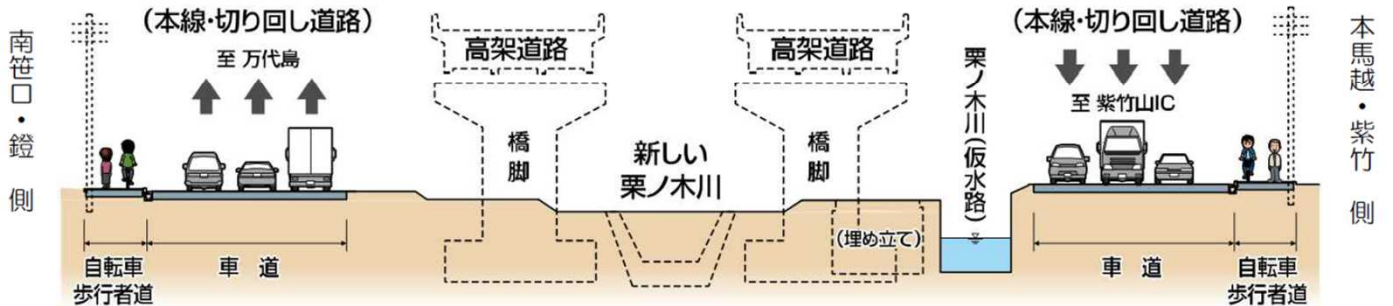 南笹口・鐙 側
(本線・切り回し道路)
至 万代島
自転車
歩行者道
車 道
高架道路
橋脚
新しい
栗ノ木川
高架道路
橋脚
(埋め立て)
栗ノ木川(仮水路)
(本線・切り回し道路)
至 紫竹山IC
車 道
自転車
歩行者道
本馬越・紫竹 側